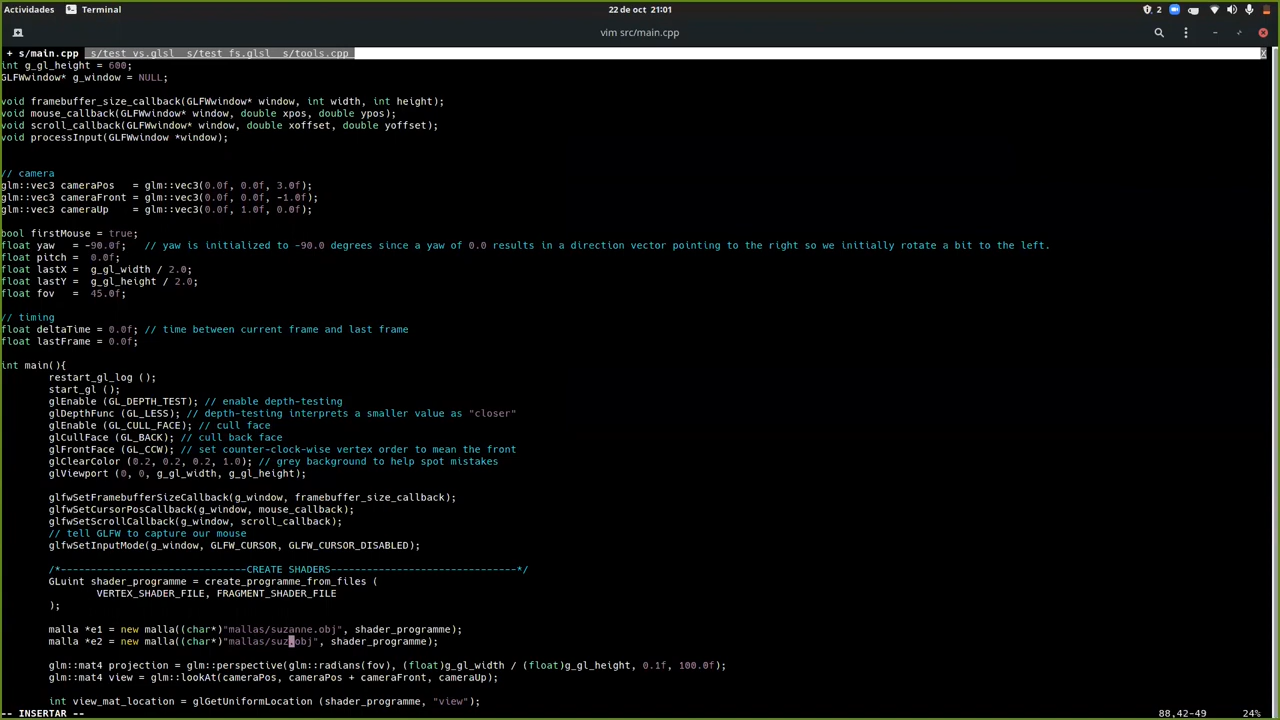 Actividades Terminal 22 de oct 21:01 2
vim src/main.cpp
+ s/main.cpp s/test_vs.glsl s/test_fs.glsl s/tools.cpp X
int g_gl_height = 600;
GLFWwindow* g_window = NULL;
void framebuffer_size_callback(GLFWwindow* window, int width, int height);
void mouse_callback(GLFWwindow* window, double xpos, double ypos);
void scroll_callback(GLFWwindow* window, double xoffset, double yoffset);
void processInput(GLFWwindow *window);
// camera
glm::vec3 cameraPos   = glm::vec3(0.0f, 0.0f, 3.0f);
glm::vec3 cameraFront = glm::vec3(0.0f, 0.0f, -1.0f);
glm::vec3 cameraUp    = glm::vec3(0.0f, 1.0f, 0.0f);
bool firstMouse = true;
float yaw   = -90.0f;   // yaw is initialized to -90.0 degrees since a yaw of 0.0 results in a direction vector pointing to the right so we initially rotate a bit to the left.
float pitch =  0.0f;
float lastX =  g_gl_width / 2.0;
float lastY =  g_gl_height / 2.0;
float fov   =  45.0f;
// timing
float deltaTime = 0.0f; // time between current frame and last frame
float lastFrame = 0.0f;
int main(){
restart_gl_log ();
start_gl ();
glEnable (GL_DEPTH_TEST); // enable depth-testing
glDepthFunc (GL_LESS); // depth-testing interprets a smaller value as "closer"
glEnable (GL_CULL_FACE); // cull face
glCullFace (GL_BACK); // cull back face
glFrontFace (GL_CCW); // set counter-clock-wise vertex order to mean the front
glClearColor (0.2, 0.2, 0.2, 1.0); // grey background to help spot mistakes
glViewport (0, 0, g_gl_width, g_gl_height);
glfwSetFramebufferSizeCallback(g_window, framebuffer_size_callback);
glfwSetCursorPosCallback(g_window, mouse_callback);
glfwSetScrollCallback(g_window, scroll_callback);
// tell GLFW to capture our mouse
glfwSetInputMode(g_window, GLFW_CURSOR, GLFW_CURSOR_DISABLED);
/*-------------------------------CREATE SHADERS-------------------------------*/
GLuint shader_programme = create_programme_from_files (
VERTEX_SHADER_FILE, FRAGMENT_SHADER_FILE
);
malla *e1 = new malla((char*)"mallas/suzanne.obj", shader_programme);
malla *e2 = new malla((char*)"mallas/suz.obj", shader_programme);
glm::mat4 projection = glm::perspective(glm::radians(fov), (float)g_gl_width / (float)g_gl_height, 0.1f, 100.0f);
glm::mat4 view = glm::lookAt(cameraPos, cameraPos + cameraFront, cameraUp);
int view_mat_location = glGetUniformLocation (shader_programme, "view");
-- INSERTAR -- 88,42-49 24%